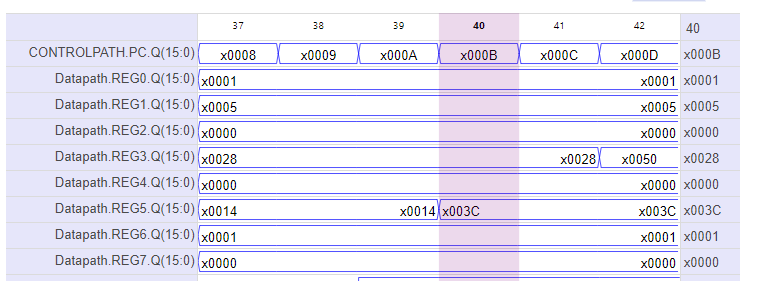 37 38 39 40 41 42 40
CONTROLPATH.PC.Q(15:0) x0008 x0009 x000A x000B x000C x000D x000B
Datapath.REG0.Q(15:0) x0001 x0001 x0001
Datapath.REG1.Q(15:0) x0005 x0005 x0005
Datapath.REG2.Q(15:0) x0000 x0000 x0000
Datapath.REG3.Q(15:0) x0028 x0028 x0050 x0028
Datapath.REG4.Q(15:0) x0000 x0000 x0000
Datapath.REG5.Q(15:0) x0014 x0014 x003C x003C x003C
Datapath.REG6.Q(15:0) x0001 x0001 x0001
Datapath.REG7.Q(15:0) x0000 x0000 x0000